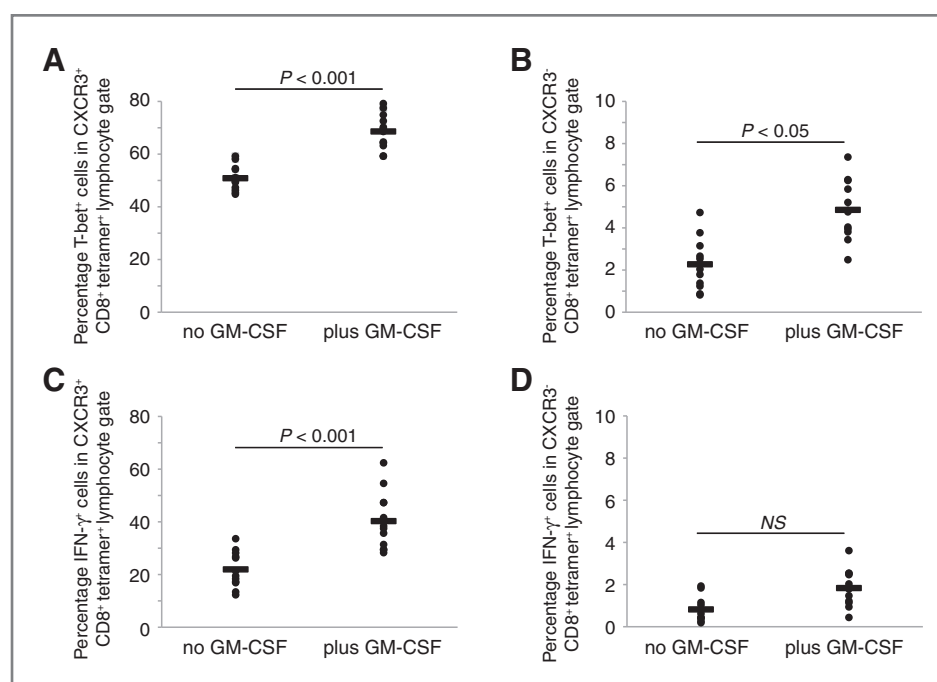 A
Percentage T-bet⁺ cells in CXCR3⁺
CD8⁺ tetramer⁺ lymphocyte gate
80
60
40
20
0
P < 0.001
no GM-CSF
plus GM-CSF
B
Percentage T-bet⁺ cells in CXCR3⁻
CD8⁺ tetramer⁺ lymphocyte gate
10
8
6
4
2
0
P < 0.05
no GM-CSF
plus GM-CSF
C
Percentage IFN-γ⁺ cells in CXCR3⁺
CD8⁺ tetramer⁺ lymphocyte gate
80
60
40
20
0
P < 0.001
no GM-CSF
plus GM-CSF
D
Percentage IFN-γ⁺ cells in CXCR3⁻
CD8⁺ tetramer⁺ lymphocyte gate
10
8
6
4
2
0
NS
no GM-CSF
plus GM-CSF